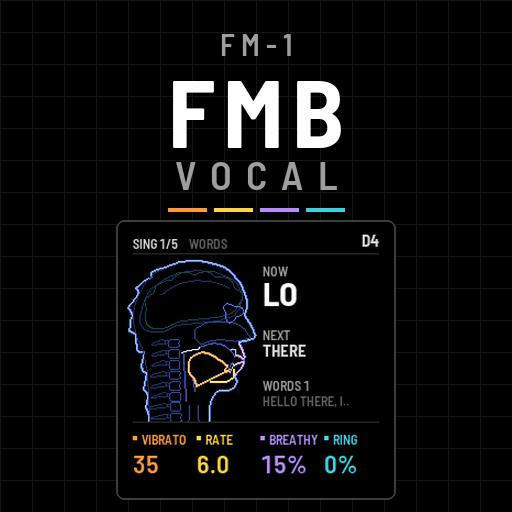 FM-1
FMB
VOCAL
SING 1/5 WORDS D4
NOW
LO
NEXT
THERE
WORDS 1
HELLO THERE, I..
VIBRATO RATE BREATHY RING
35 6.0 15% 0%